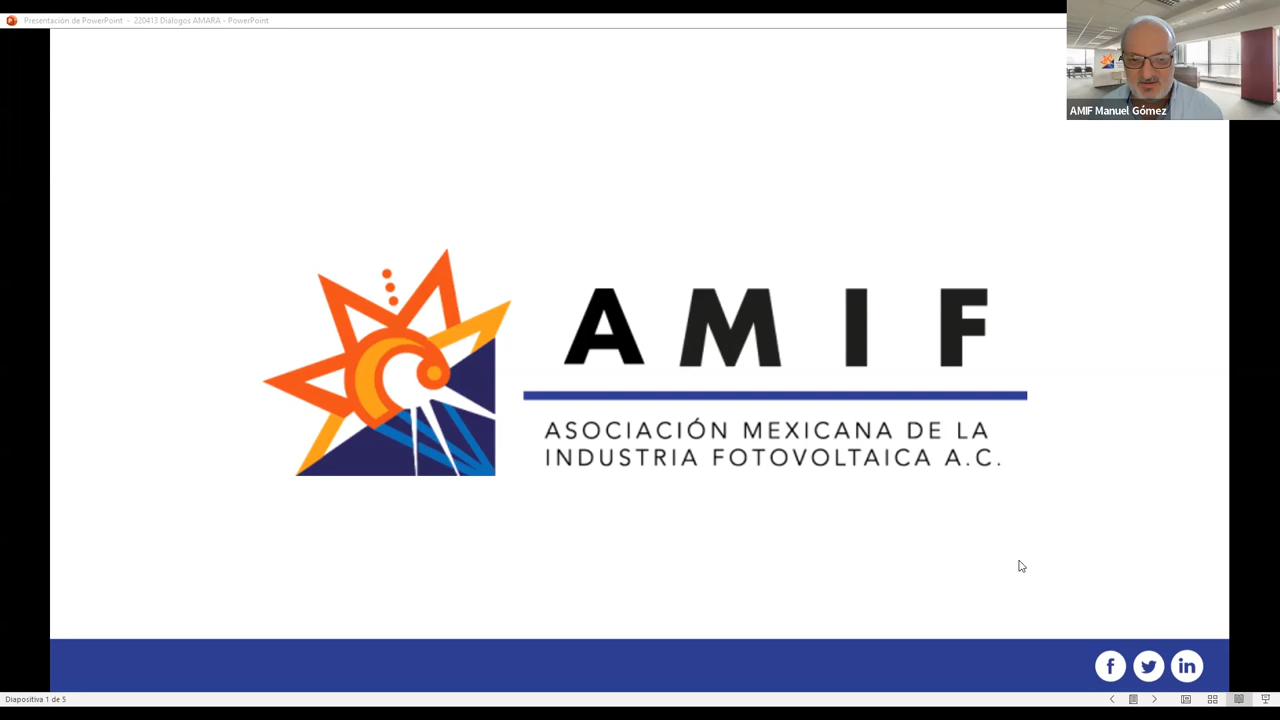 Presentación de PowerPoint - 220413 Diálogos AMARA - PowerPoint
AMIF Manuel Gómez
AMIF
ASOCIACIÓN MEXICANA DE LA
INDUSTRIA FOTOVOLTAICA A.C.
Diapositiva 1 de 5